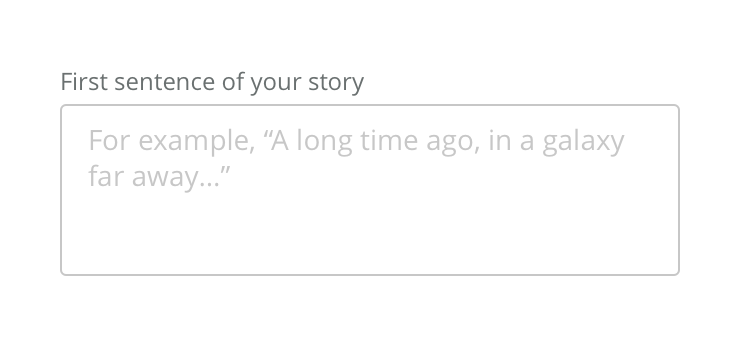 First sentence of your story
For example, “A long time ago, in a galaxy
far away...”